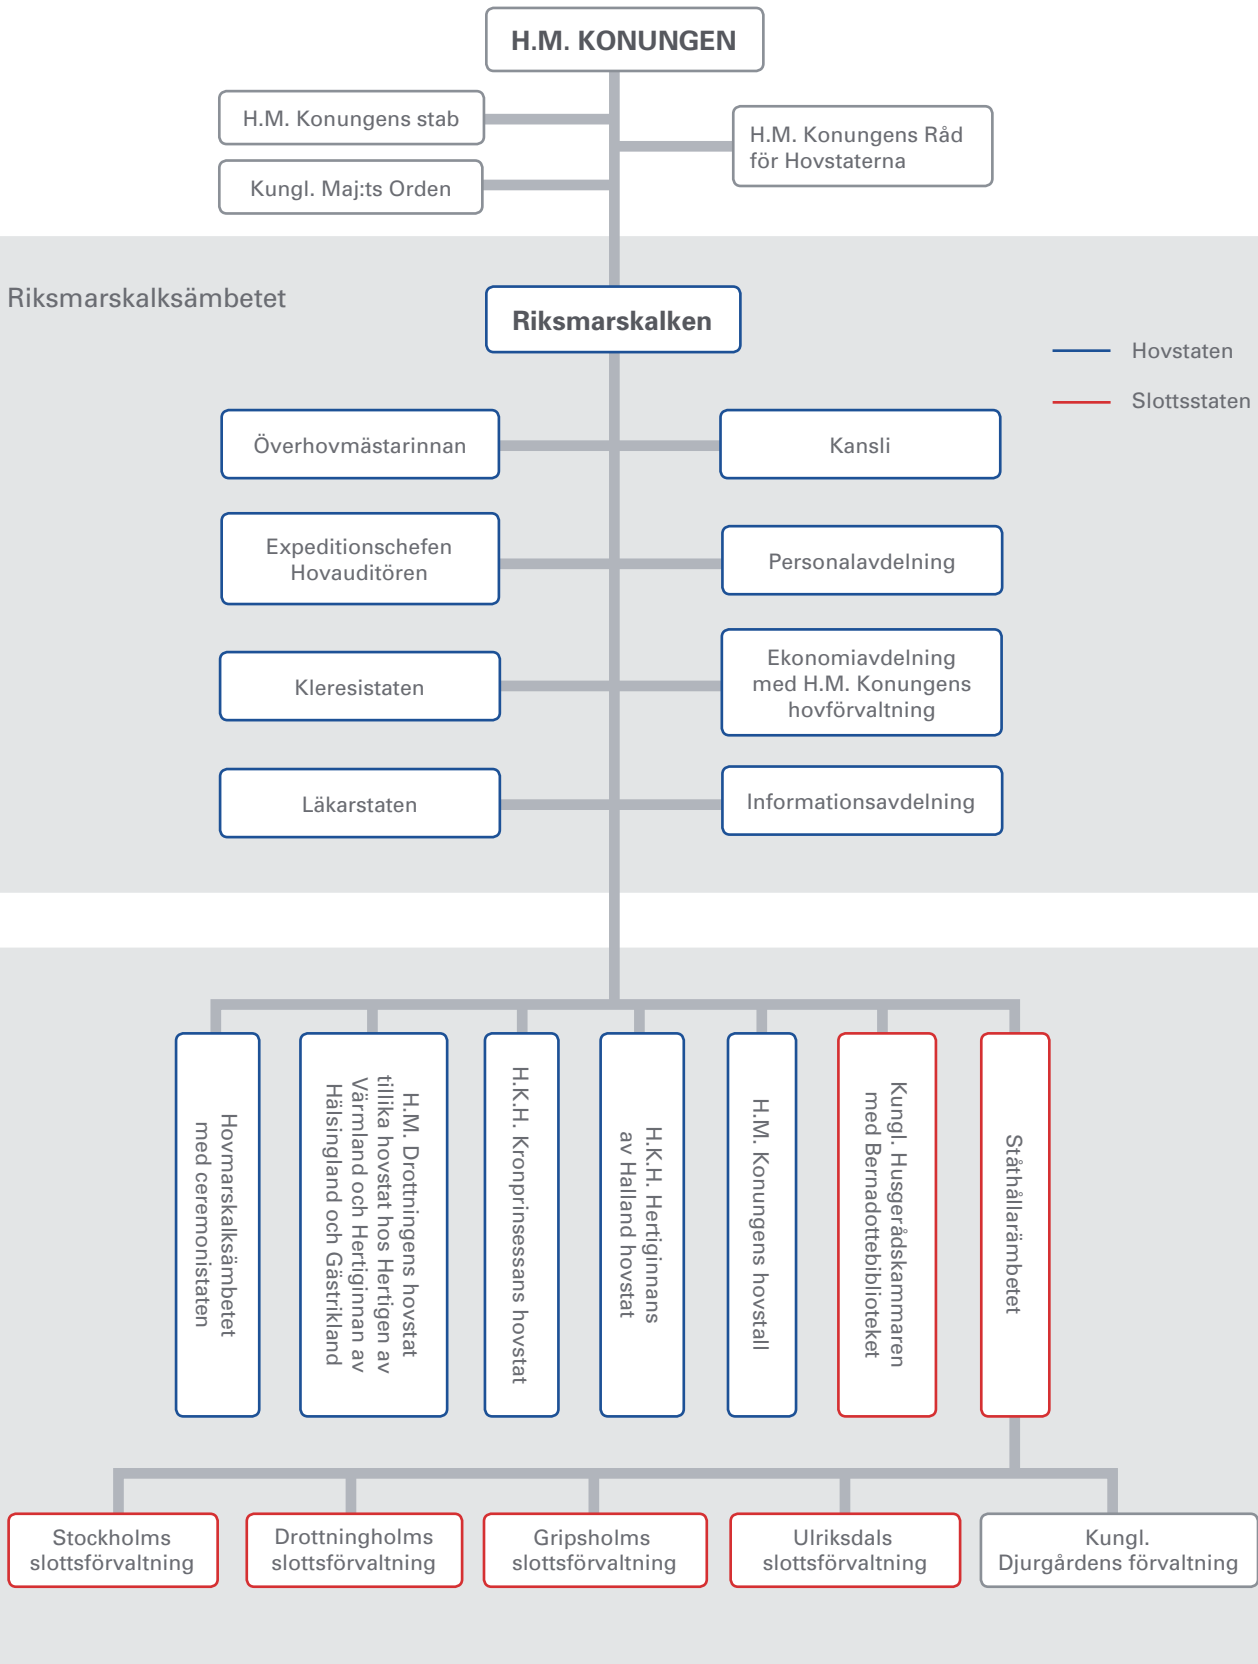 H.M. KONUNGEN
H.M. Konungens stab
H.M. Konungens Råd
för Hovstaterna
Kungl. Maj:ts Orden
Riksmarskalksämbetet
Riksmarskalken
Hovstaten
Slottsstaten
Överhovmästarinnan
Kansli
Expeditionschefen
Hovauditören
Personalavdelning
Kleresistaten
Ekonomiavdelning
med H.M. Konungens
hovförvaltning
Läkarstaten
Informationsavdelning
Hovmarskalksämbetet
med ceremonistaten
H.M. Drottningens hovstat
tillika hovstat hos Hertigen av
Värmland och Hertiginnan av
Hälsingland och Gästrikland
H.K.H. Kronprinsessans hovstat
H.K.H. Hertiginnans
av Halland hovstat
H.M. Konungens hovstall
Kungl. Husgerådskammaren
med Bernadottebiblioteket
Ståthållarämbetet
Stockholms
slottsförvaltning
Drottningholms
slottsförvaltning
Gripsholms
slottsförvaltning
Ulriksdals
slottsförvaltning
Kungl.
Djurgårdens förvaltning